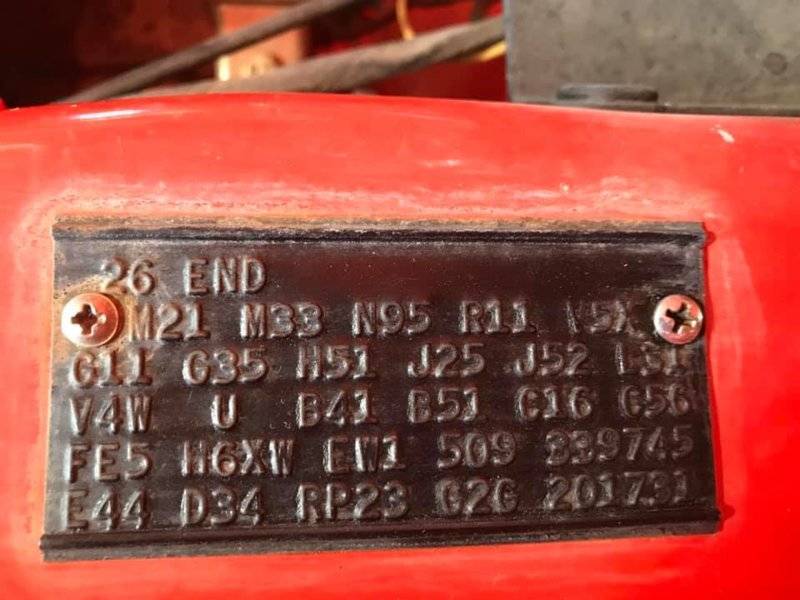 26 END
M21 M33 N95 R11 V5X
G11 G35 H51 J25 J52 L31
V4W U B41 B51 C16 C56
FE5 H6XW EW1 509 339745
E44 D34 RP23 G2G 201731